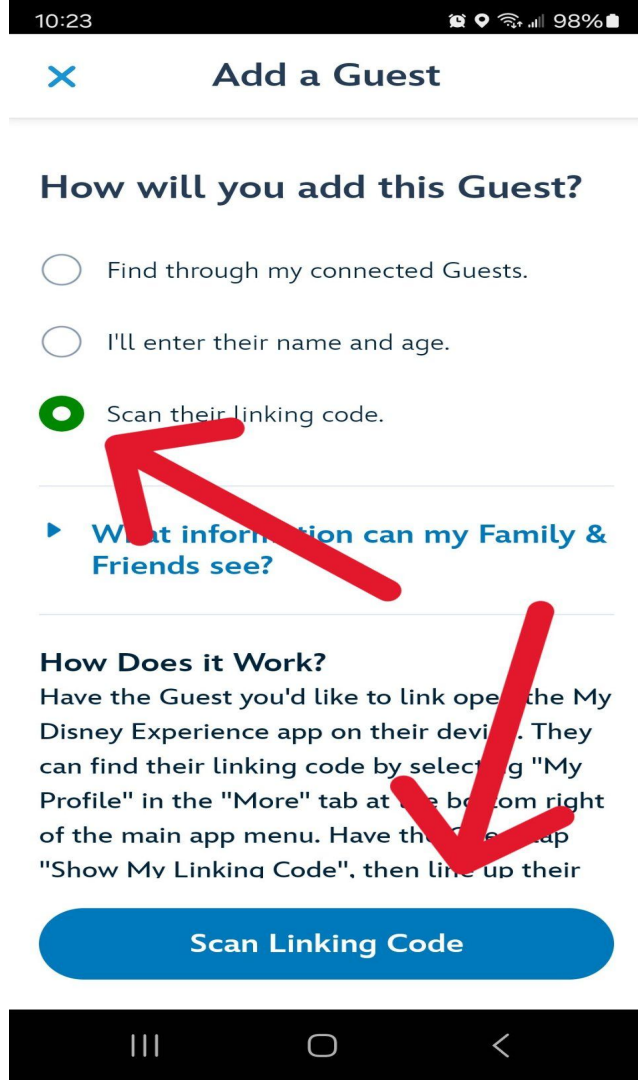 10:23
98%
Add a Guest
How will you add this Guest?
Find through my connected Guests.
I'll enter their name and age.
Scan their linking code.
What information can my Family &
Friends see?
How Does it Work?
Have the Guest you'd like to link open the My
Disney Experience app on their device. They
can find their linking code by selecting "My
Profile" in the "More" tab at the bottom right
of the main app menu. Have the Guest tap
"Show My Linking Code", then line up their
Scan Linking Code